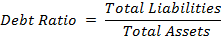 Debt Ratio = Total Liabilities / Total Assets